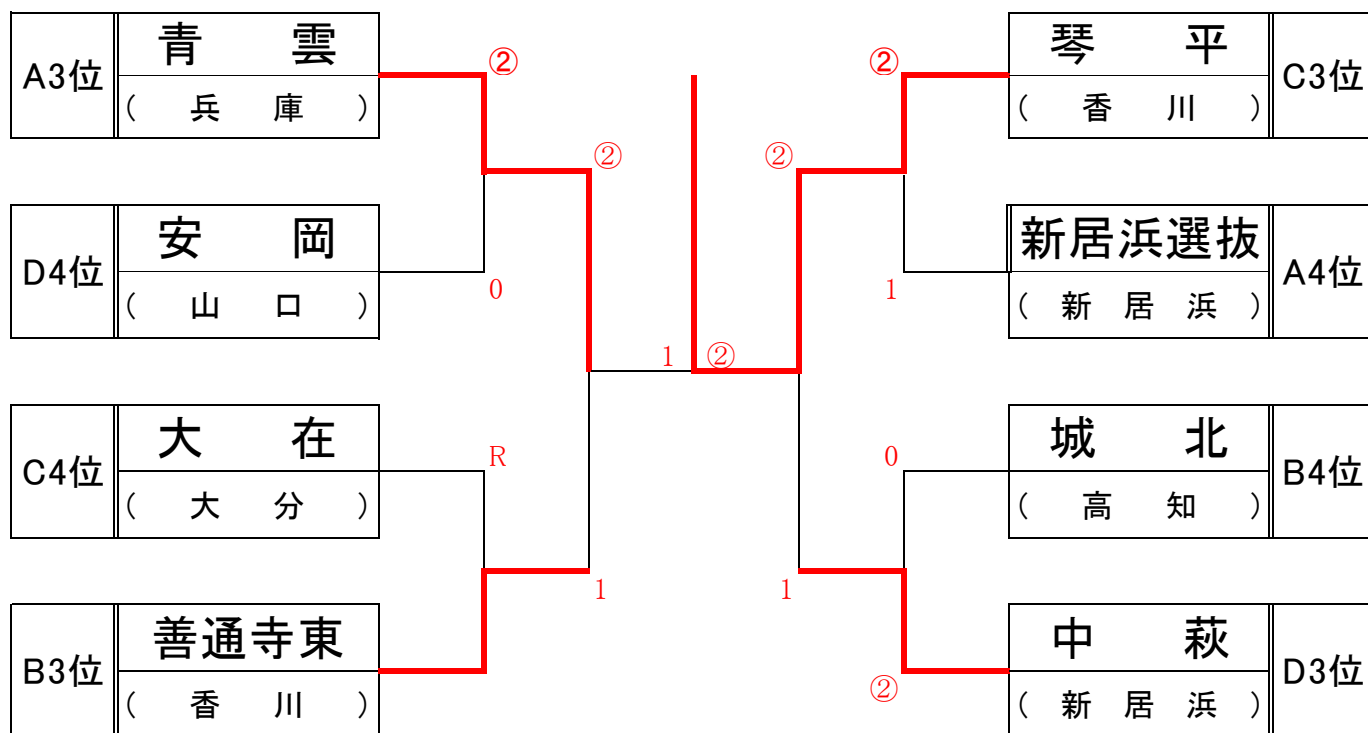 A3位
青雲
(兵庫)
②
D4位
安岡
(山口)
0
②
C4位
大在
(大分)
R
B3位
善通寺東
(香川)
1
1
②
琴平
(香川)
C3位
②
新居浜選抜
(新居浜)
A4位
1
②
城北
(高知)
B4位
0
中萩
(新居浜)
D3位
②
1